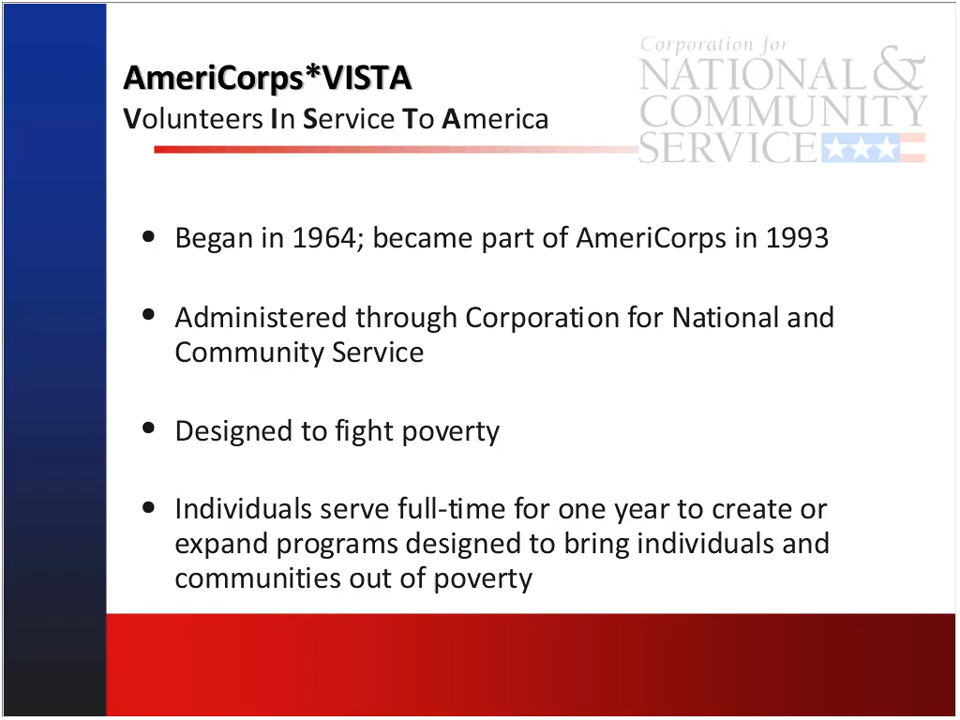 AmeriCorps*VISTA
Volunteers In Service To America
Corporation for
NATIONAL &
COMMUNITY
SERVICE
• Began in 1964; became part of AmeriCorps in 1993
• Administered through Corporation for National and
Community Service
• Designed to fight poverty
• Individuals serve full-time for one year to create or
expand programs designed to bring individuals and
communities out of poverty